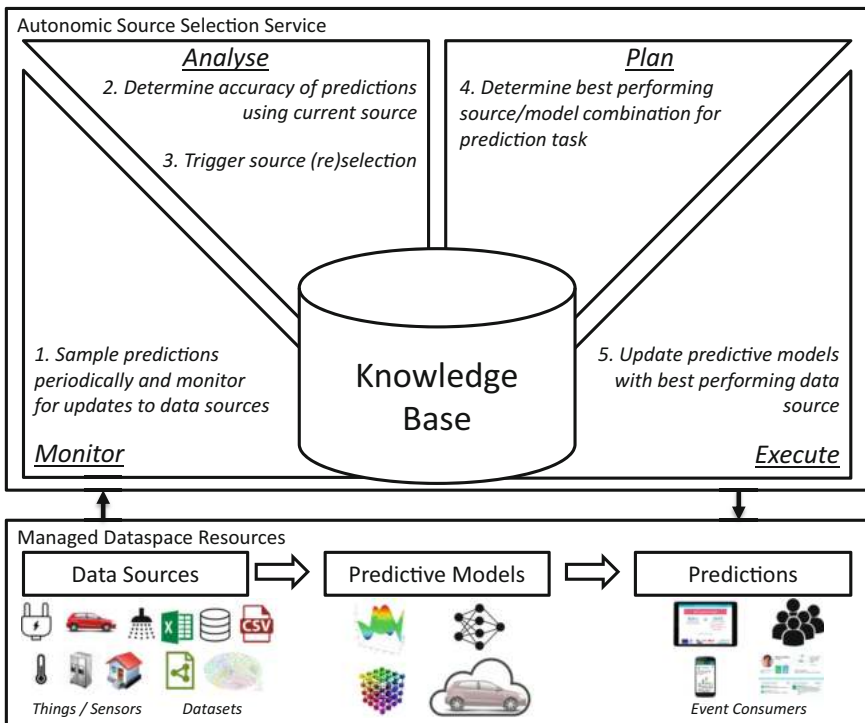 Autonomic Source Selection Service
Analyse
2. Determine accuracy of predictions
using current source
3. Trigger source (re)selection
Plan
4. Determine best performing
source/model combination for
prediction task
1. Sample predictions
periodically and monitor
for updates to data sources
Monitor
Knowledge
Base
5. Update predictive models
with best performing data
source
Execute
Managed Dataspace Resources
Data Sources
Predictive Models
Predictions
X
CSV
Things / Sensors
Datasets
Event Consumers